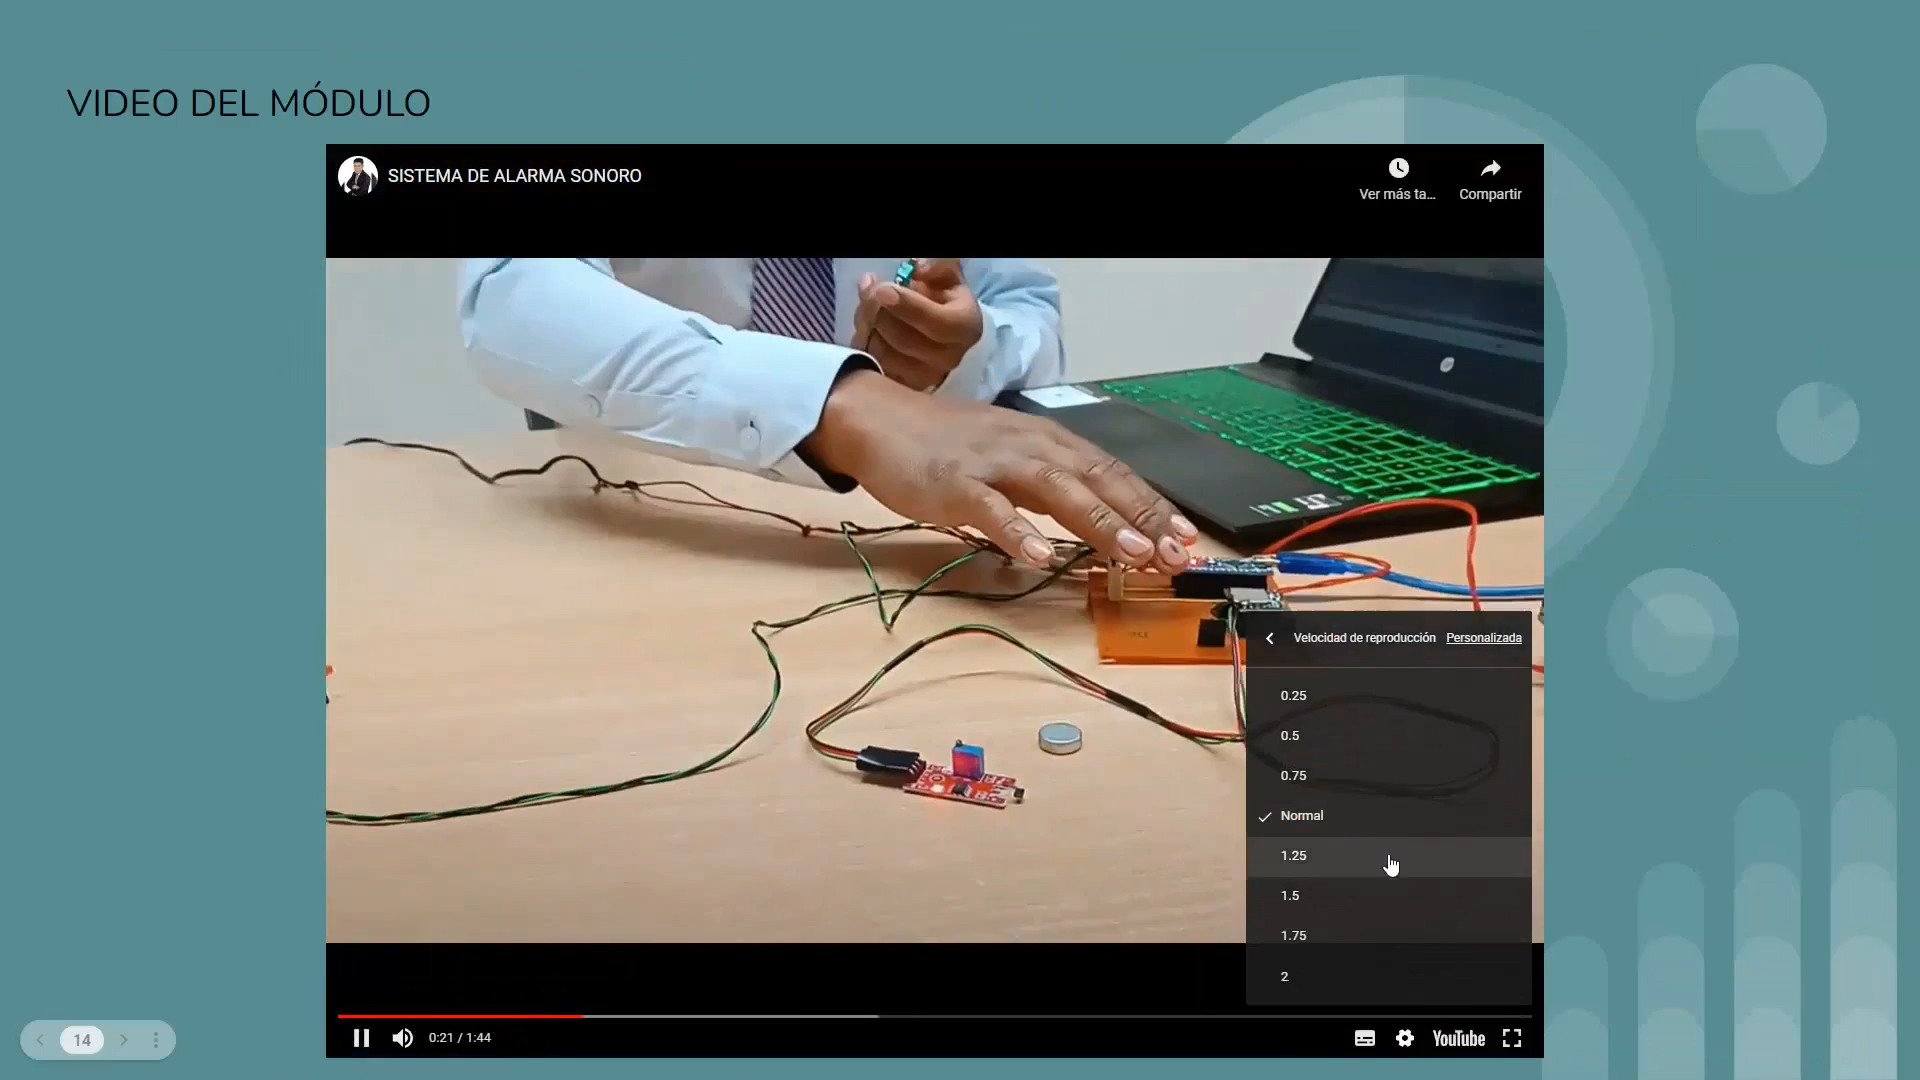 VIDEO DEL MÓDULO
SISTEMA DE ALARMA SONORO
Ver más ta...
Compartir
Velocidad de reproducción Personalizada
0.25
0.5
0.75
Normal
1.25
1.5
1.75
2
14
0:21 / 1:44
YouTube